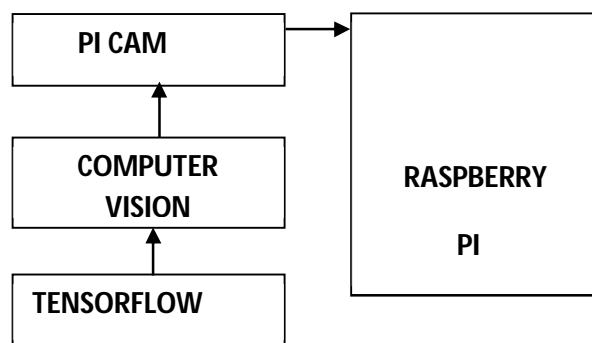 PI CAM
COMPUTER
VISION
TENSORFLOW
RASPBERRY
PI